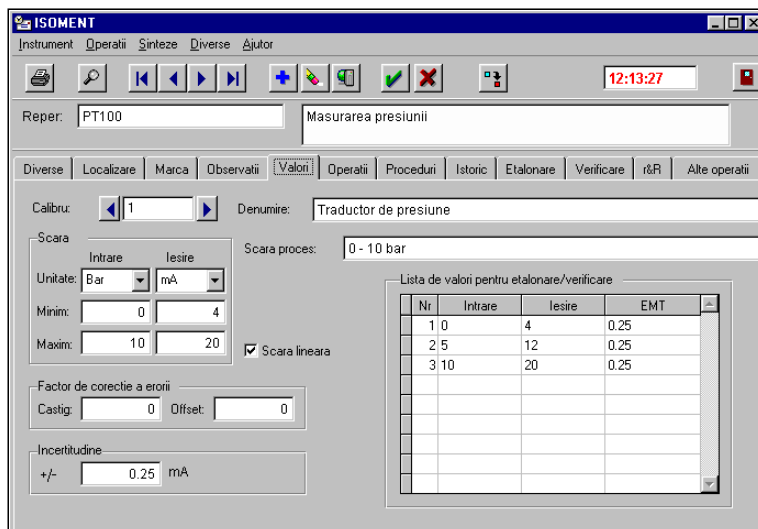 ISOMENT
Instrument Operatii Sinteze Diverse Ajutor
12:13:27
Reper: PT100 Masurarea presiunii
Diverse Localizare Marca Observatii Valori Operatii Proceduri Istoric Etalonare Verificare r&R Alte operatii
Calibru: 1 Denumire: Traductor de presiune
Scara
Scara proces: 0 - 10 bar
Intrare Iesire
Unitate: Bar mA
Minim: 0 4
Maxim: 10 20
Scara lineara
Lista de valori pentru etalonare/verificare
Nr Intrare Iesire EMT
1 0 4 0.25
2 5 12 0.25
3 10 20 0.25
Factor de corectie a erorii
Castig: 0 Offset: 0
Incertitudine
+/- 0.25 mA